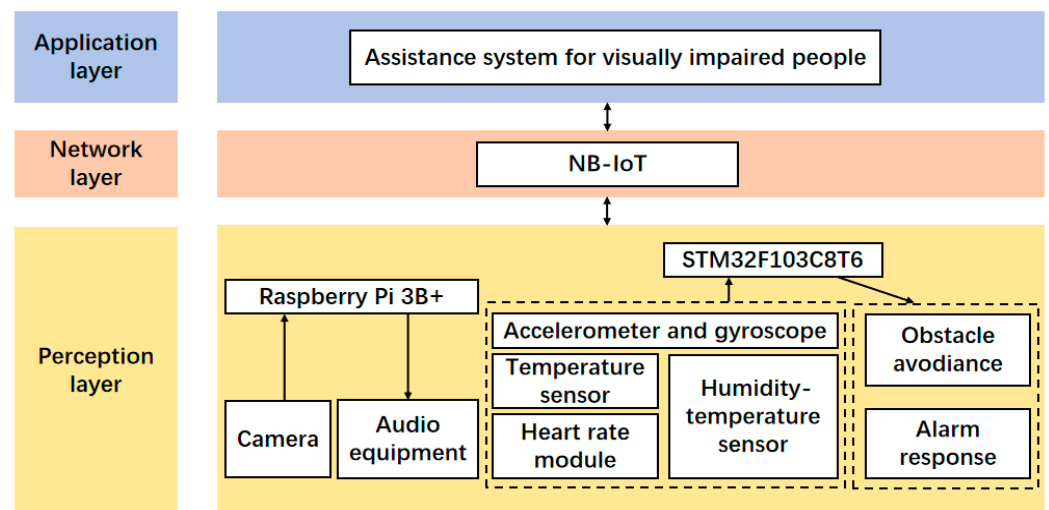 Application
layer
Assistance system for visually impaired people
Network
layer
NB-IoT
Perception
layer
STM32F103C8T6
Raspberry Pi 3B+
Camera
Audio
equipment
Accelerometer and gyroscope
Temperature
sensor
Heart rate
module
Humidity-
temperature
sensor
Obstacle
avodiance
Alarm
response